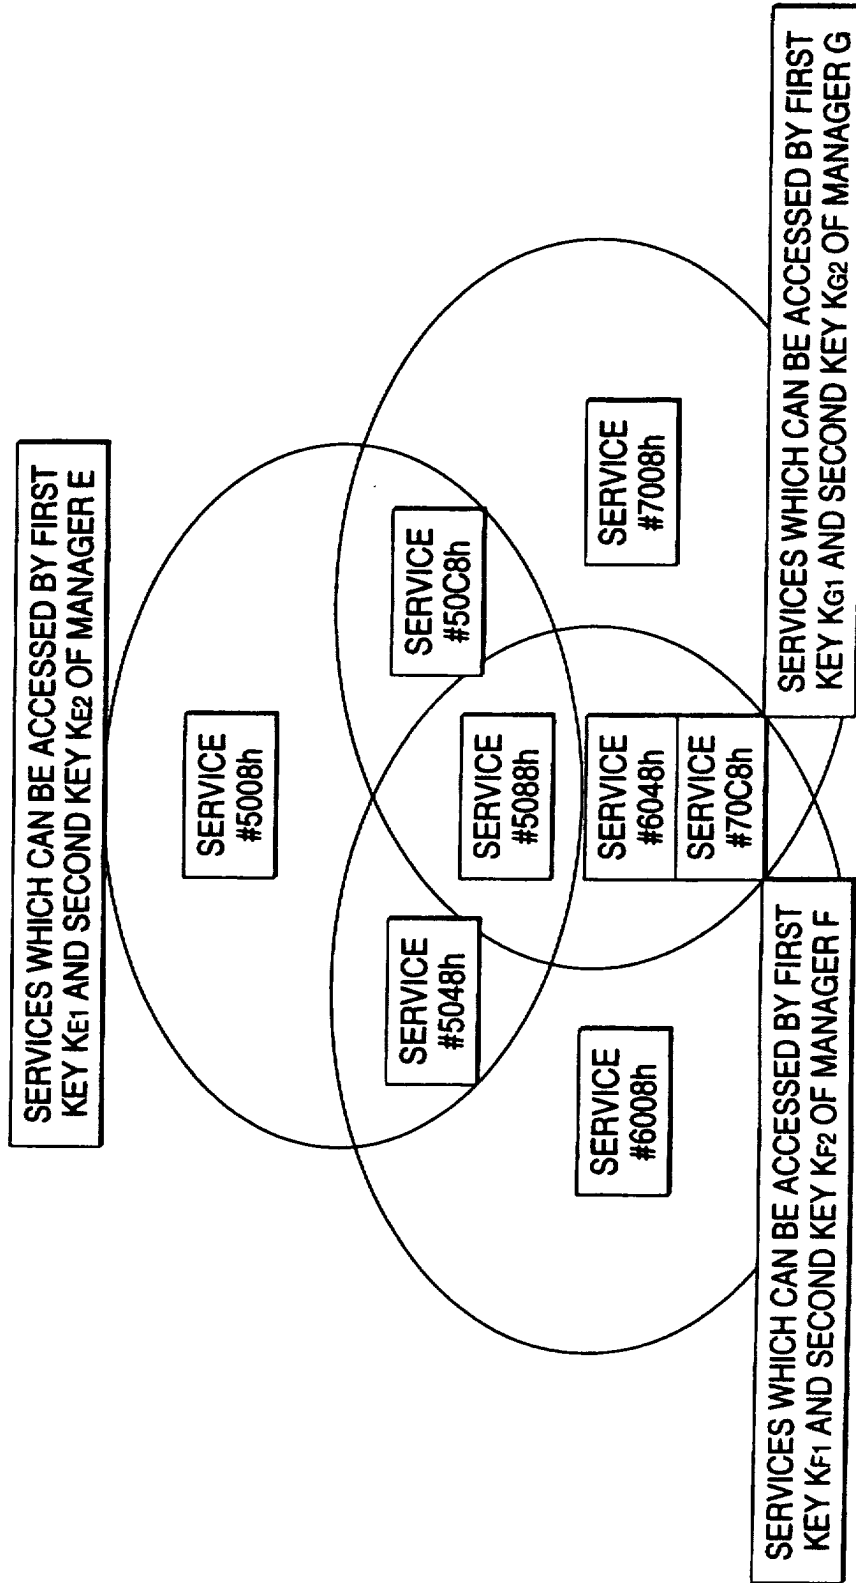 SERVICES WHICH CAN BE ACCESSED BY FIRST
KEY KE1 AND SECOND KEY KE2 OF MANAGER E
SERVICE
#5008h
SERVICE
#5048h
SERVICE
#50C8h
SERVICE
#5088h
SERVICE
#6008h
SERVICE
#6048h
SERVICE
#70C8h
SERVICE
#7008h
SERVICES WHICH CAN BE ACCESSED BY FIRST
KEY KF1 AND SECOND KEY KF2 OF MANAGER F
SERVICES WHICH CAN BE ACCESSED BY FIRST
KEY KG1 AND SECOND KEY KG2 OF MANAGER G